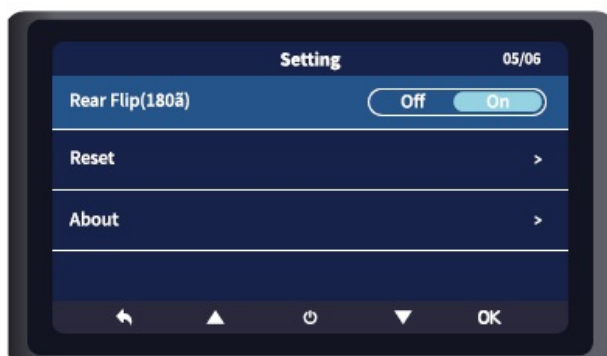 Setting 05/06
Rear Flip(180ã) Off On
Reset >
About >
OK